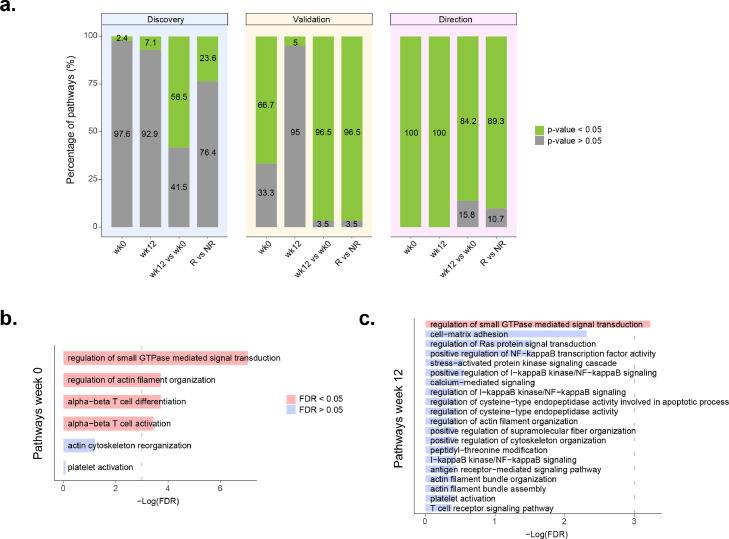 a.
Discovery
Validation
Direction
Percentage of pathways (%)
100
75
50
25
0
2.4
97.6
7.1
92.9
58.5
41.5
23.6
76.4
66.7
33.3
5
95
96.5
3.5
96.5
3.5
100
100
84.2
15.8
89.3
10.7
wk0
wk12
wk12 vs wk0
R vs NR
wk0
wk12
wk12 vs wk0
R vs NR
wk0
wk12
wk12 vs wk0
R vs NR
p-value < 0.05
p-value > 0.05
b.
Pathways week 0
regulation of small GTPase mediated signal transduction
regulation of actin filament organization
alpha-beta T cell differentiation
alpha-beta T cell activation
actin cytoskeleton reorganization
platelet activation
0 2 4 6
−Log(FDR)
FDR < 0.05
FDR > 0.05
c.
Pathways week 12
regulation of small GTPase mediated signal transduction
cell−matrix adhesion
regulation of Ras protein signal transduction
positive regulation of NF−kappaB transcription factor activity
stress−activated protein kinase signaling cascade
positive regulation of I−kappaB kinase/NF−kappaB signaling
calcium−mediated signaling
regulation of I−kappaB kinase/NF−kappaB signaling
regulation of cysteine−type endopeptidase activity involved in apoptotic process
regulation of cysteine−type endopeptidase activity
regulation of actin filament organization
positive regulation of supramolecular fiber organization
positive regulation of cytoskeleton organization
peptidyl−threonine modification
I−kappaB kinase/NF−kappaB signaling
antigen receptor−mediated signaling pathway
actin filament bundle organization
actin filament bundle assembly
platelet activation
T cell receptor signaling pathway
0 1 2 3
−Log(FDR)